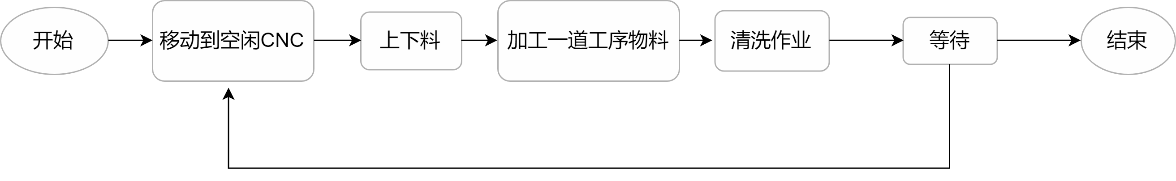 开始
移动到空闲CNC
上下料
加工一道工序物料
清洗作业
等待
结束